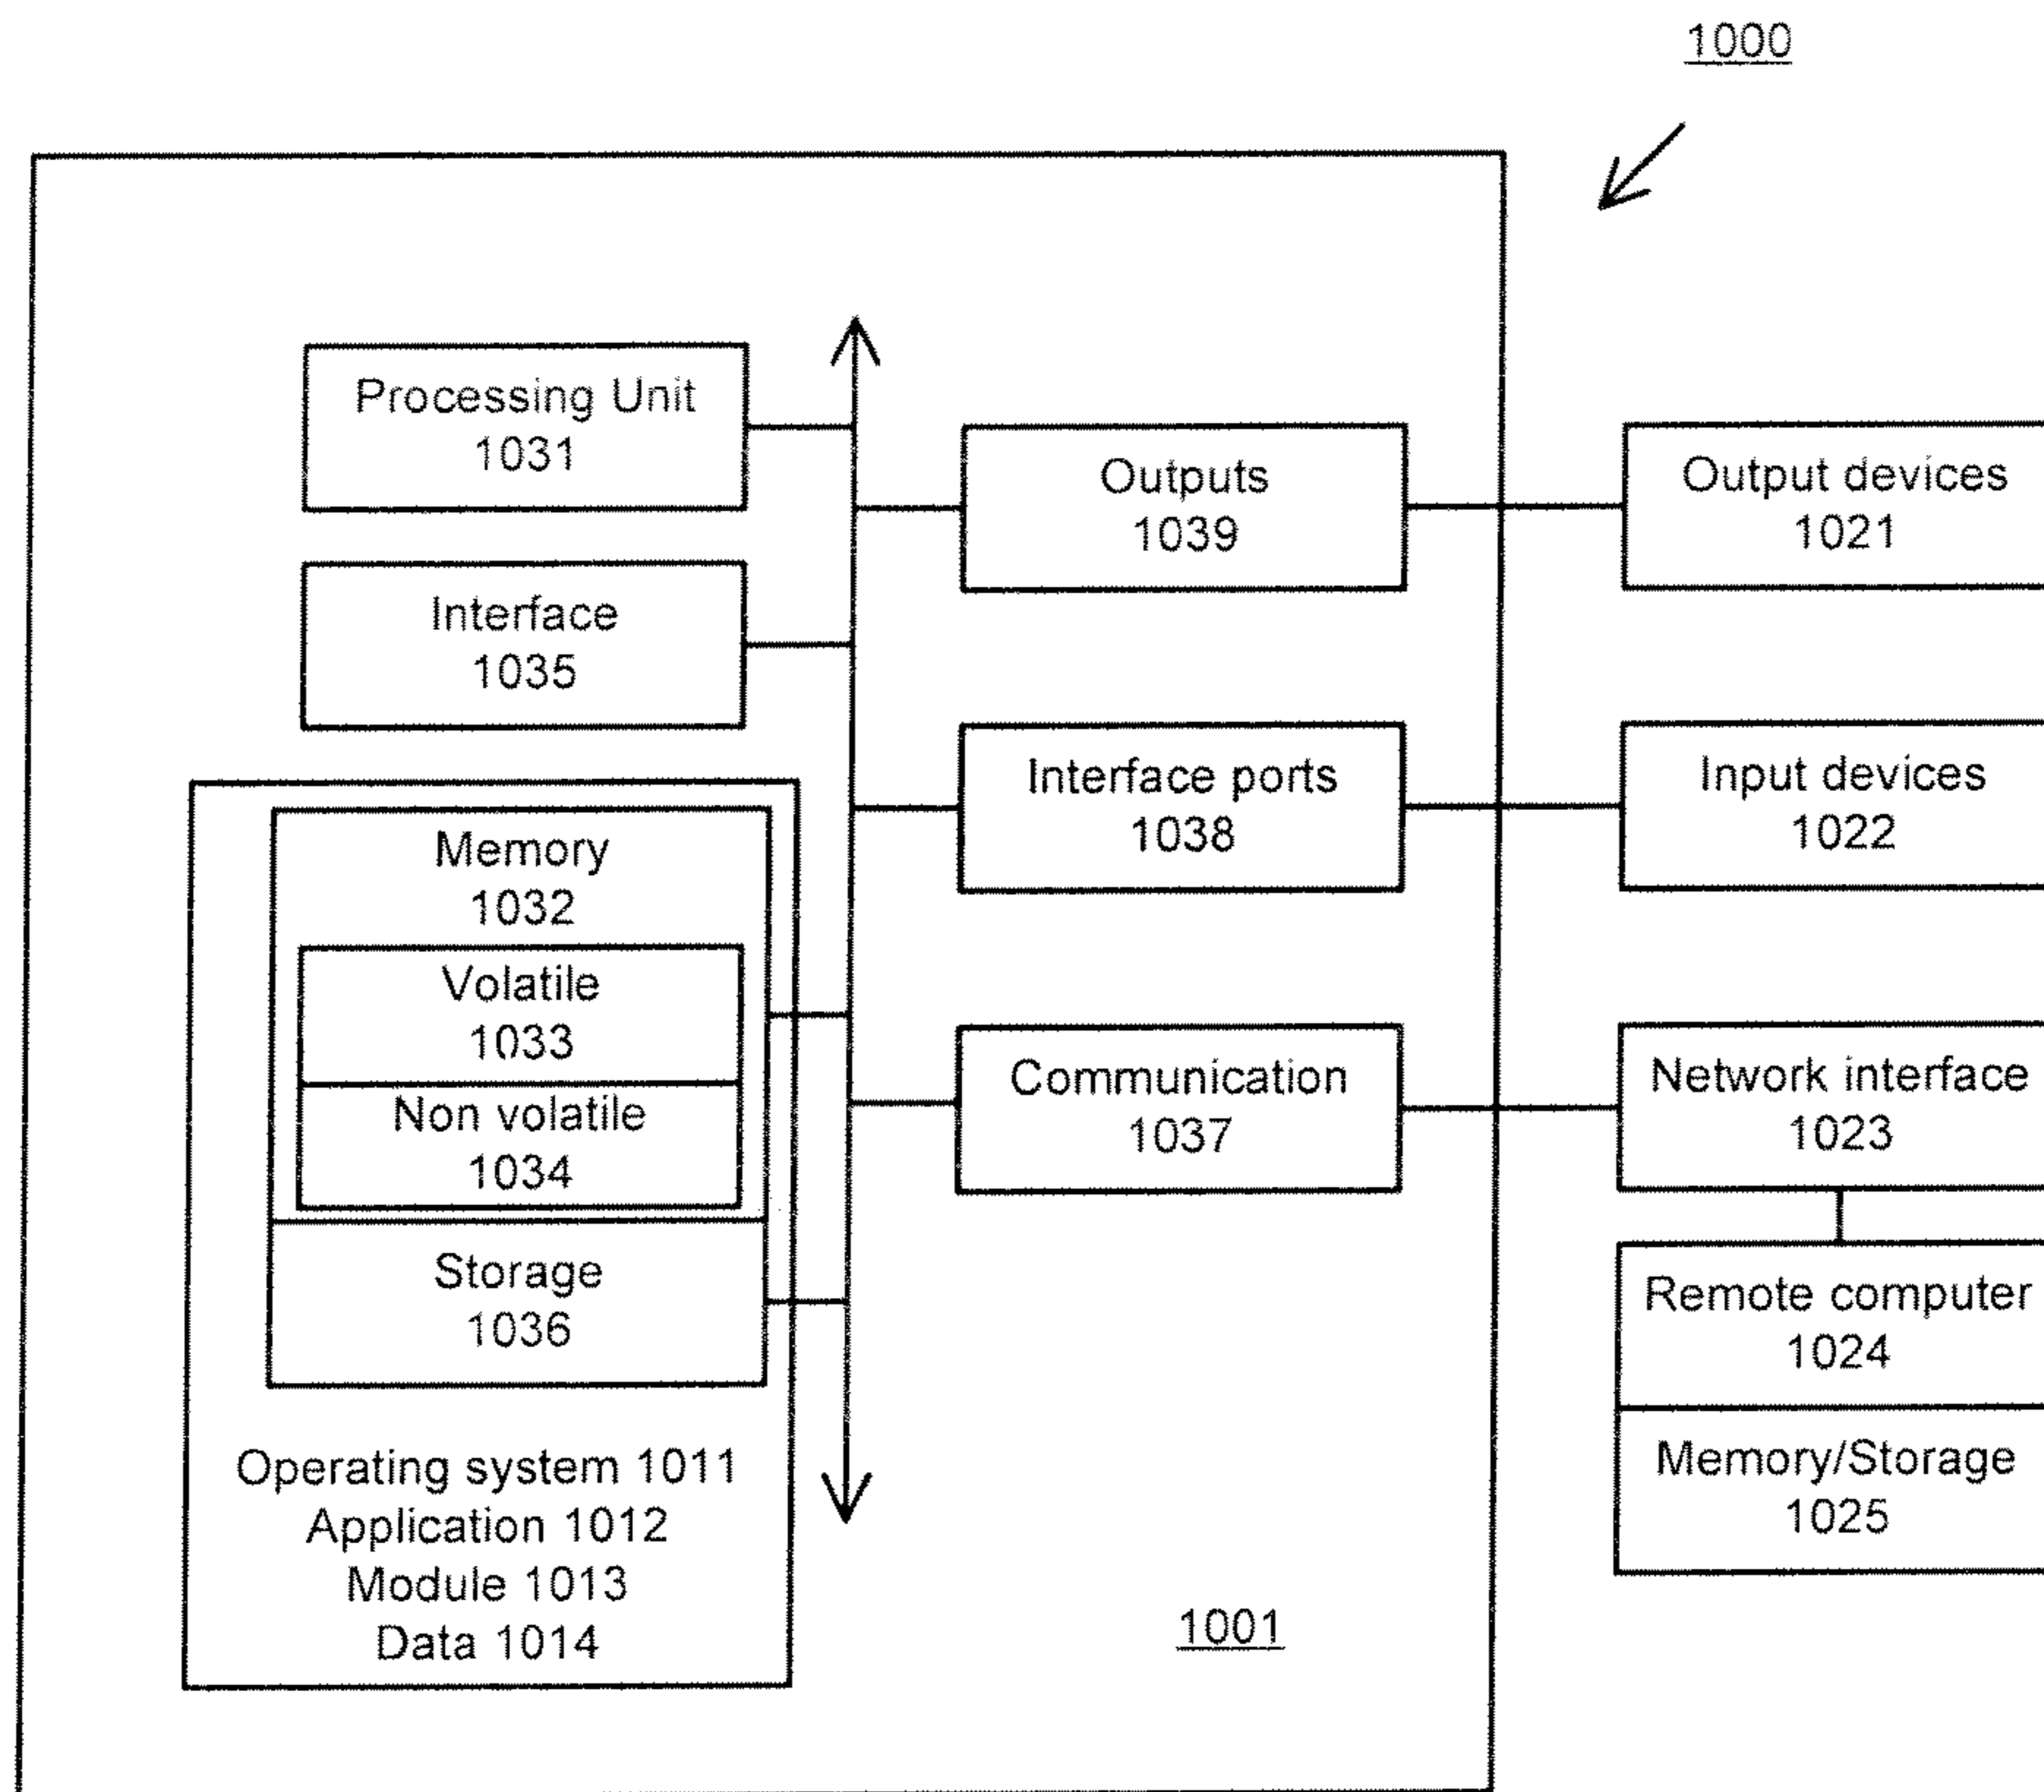 1000
Processing Unit
1031
Interface
1035
Memory
1032
Volatile
1033
Non volatile
1034
Storage
1036
Operating system 1011
Application 1012
Module 1013
Data 1014
Outputs
1039
Interface ports
1038
Communication
1037
1001
Output devices
1021
Input devices
1022
Network interface
1023
Remote computer
1024
Memory/Storage
1025